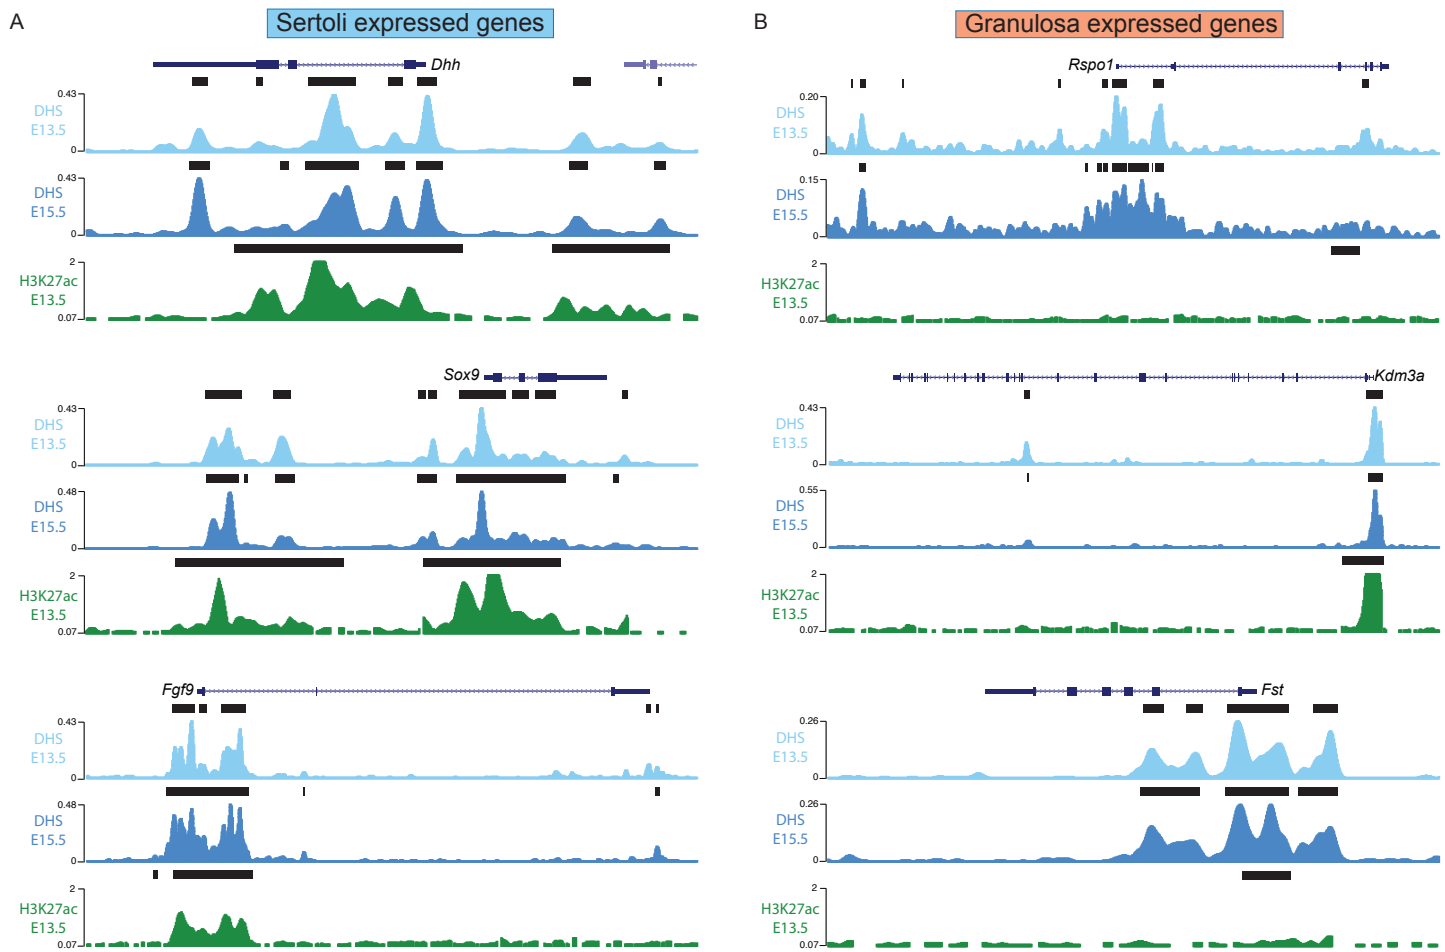 A
Sertoli expressed genes
Dhh
0.43
DHS
E13.5
0
0.43
DHS
E15.5
0
2
H3K27ac
E13.5
0.07
Sox9
0.43
DHS
E13.5
0
0.48
DHS
E15.5
0
2
H3K27ac
E13.5
0.07
Fgf9
0.43
DHS
E13.5
0
0.48
DHS
E15.5
0
2
H3K27ac
E13.5
0.07
B
Granulosa expressed genes
Rspo1
0.20
DHS
E13.5
0
0.15
DHS
E15.5
0
2
H3K27ac
E13.5
0.07
Kdm3a
0.43
DHS
E13.5
0
0.55
DHS
E15.5
0
2
H3K27ac
E13.5
0.07
Fst
0.26
DHS
E13.5
0
0.26
DHS
E15.5
0
2
H3K27ac
E13.5
0.07